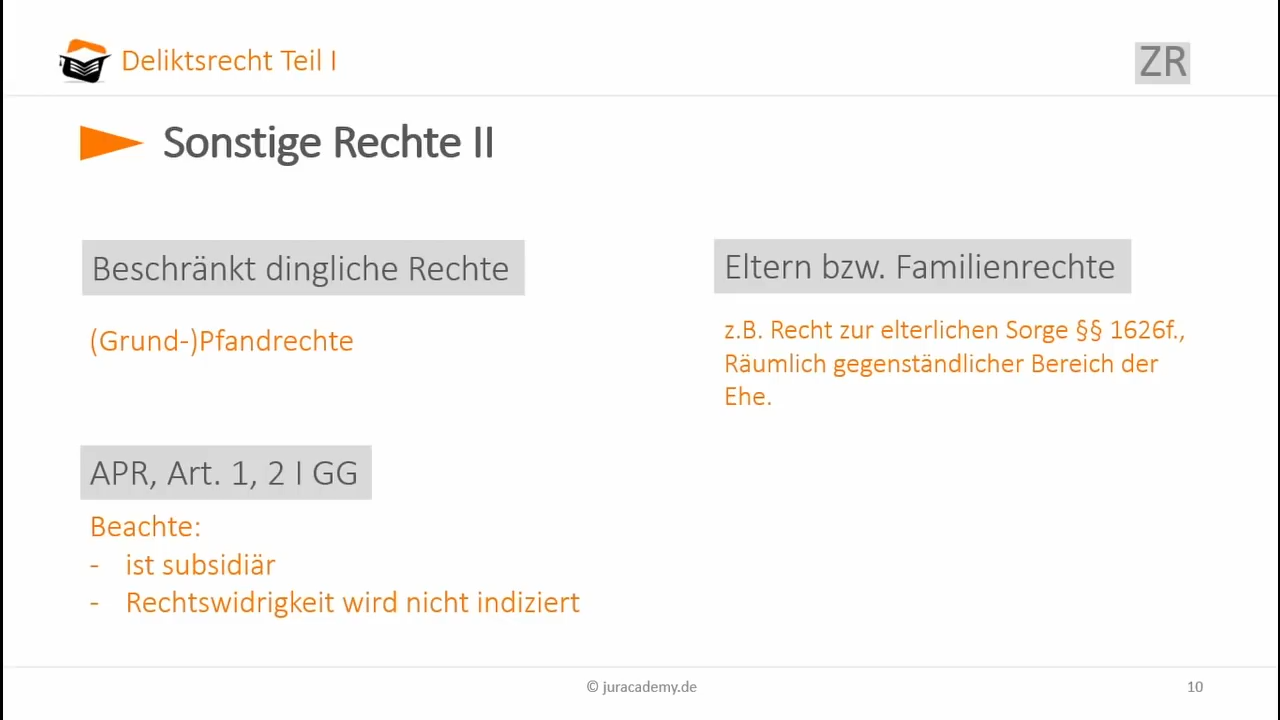 Deliktsrecht Teil I
ZR
Sonstige Rechte II
Beschränkt dingliche Rechte
(Grund-)Pfandrechte
Eltern bzw. Familienrechte
z.B. Recht zur elterlichen Sorge §§ 1626f.,
Räumlich gegenständlicher Bereich der
Ehe.
APR, Art. 1, 2 I GG
Beachte:
- ist subsidiär
- Rechtswidrigkeit wird nicht indiziert
© juracademy.de
10